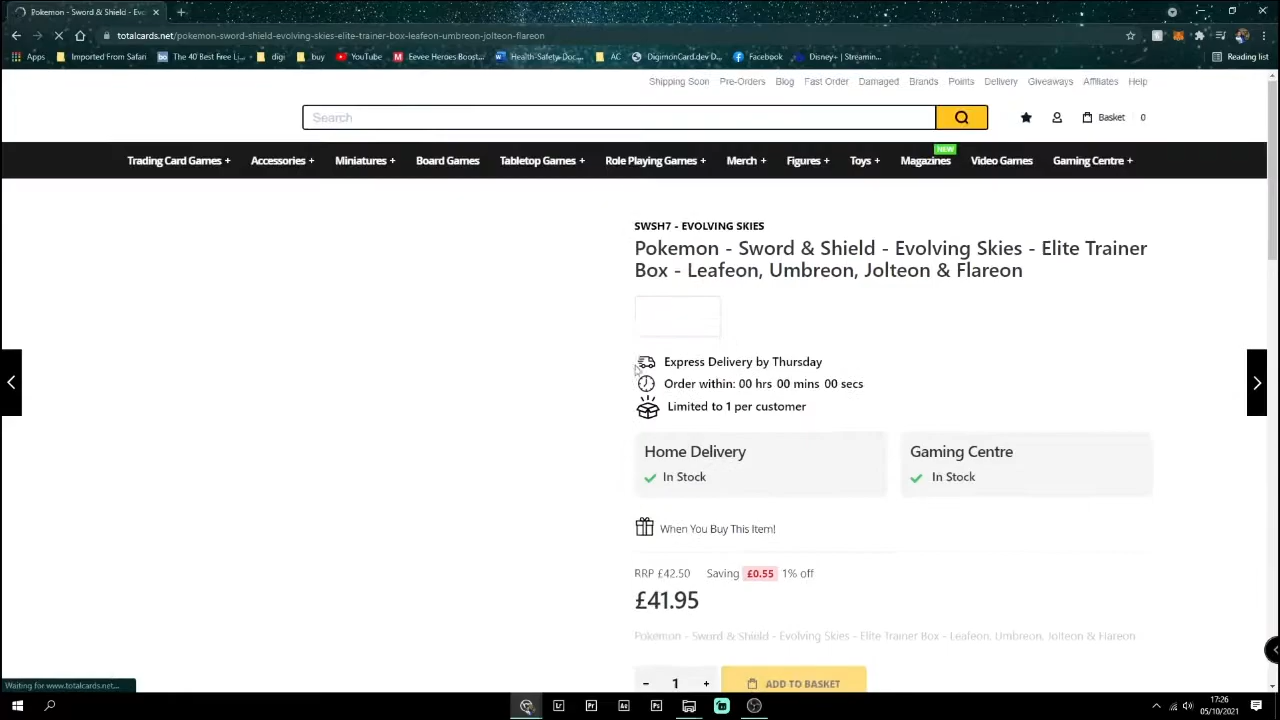 Pokemon - Sword & Shield - Evo
totalcards.net/pokemon-sword-shield-evolving-skies-elite-trainer-box-leafeon-umbreon-jolteon-flareon
Apps Imported From Safari The 40 Best Free Li... digi buy YouTube Eevee Heroes Boost... Health-Safety-Doc... AC DigimonCard.dev D... Facebook Disney+ | Streamin... Reading list
Shipping Soon Pre-Orders Blog Fast Order Damaged Brands Points Delivery Giveaways Affiliates Help
Search
Basket 0
NEW
Trading Card Games + Accessories + Miniatures + Board Games Tabletop Games + Role Playing Games + Merch + Figures + Toys + Magazines Video Games Gaming Centre +
SWSH7 - EVOLVING SKIES
Pokemon - Sword & Shield - Evolving Skies - Elite Trainer
Box - Leafeon, Umbreon, Jolteon & Flareon
Express Delivery by Thursday
Order within: 00 hrs 00 mins 00 secs
Limited to 1 per customer
Home Delivery
In Stock
Gaming Centre
In Stock
When You Buy This Item!
RRP £42.50 Saving £0.55 1% off
£41.95
Pokemon - Sword & Shield - Evolving Skies - Elite Trainer Box - Leafeon, Umbreon, Jolteon & Flareon
- 1 + ADD TO BASKET
Waiting for www.totalcards.net...
17:26
05/10/2021